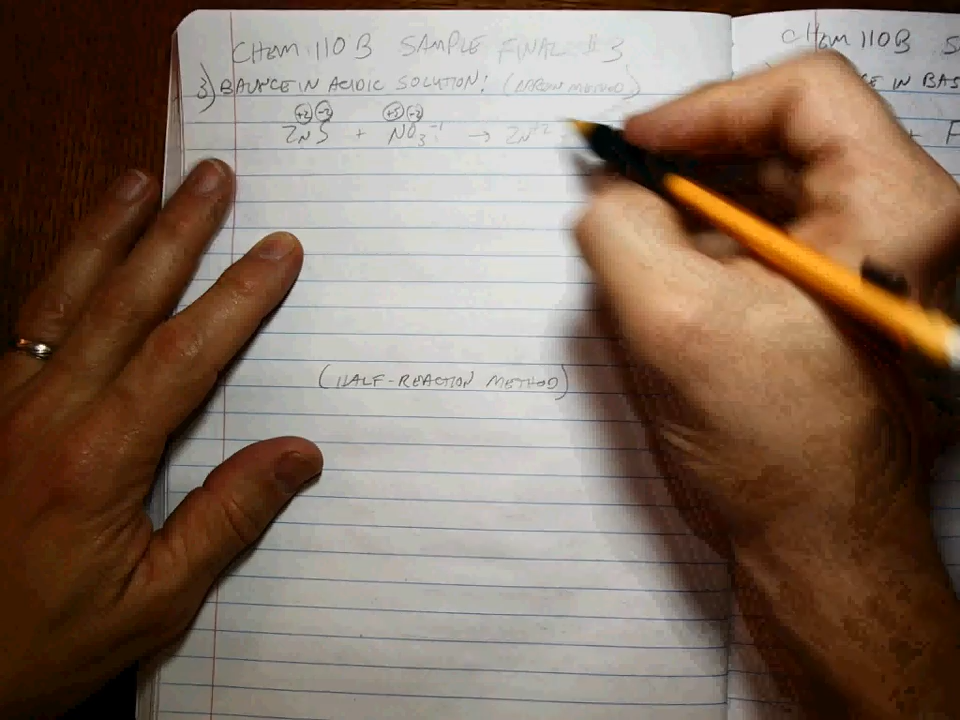 CHEM 110B SAMPLE FINAL #3
3) BALANCE IN ACIDIC SOLUTION: (ARROW METHOD)
+2 -2 +5 -2
ZNS + NO3-1 → ZN+2
(HALF-REACTION METHOD)
CHEM 110B S
CE IN BAS
+ F